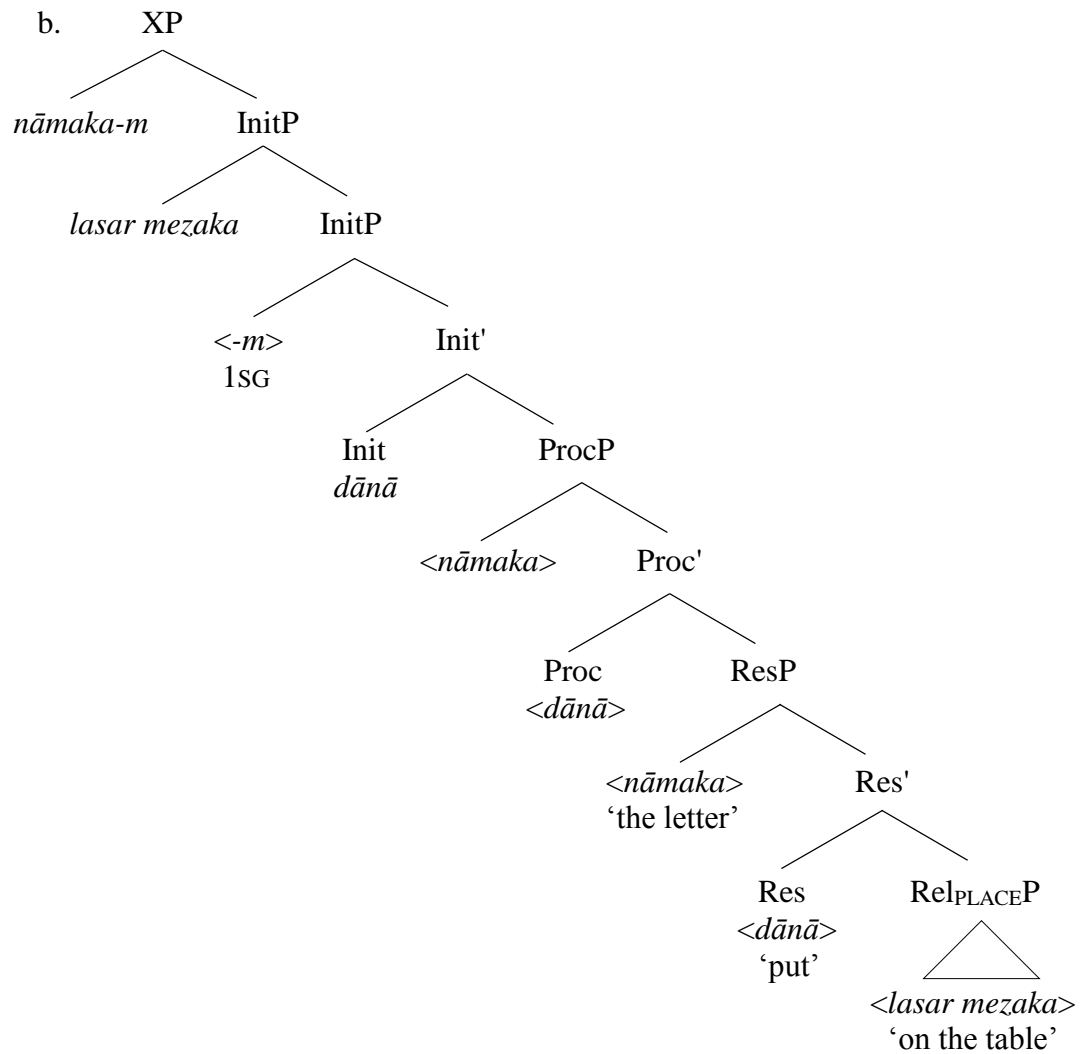 b. XP
nāmaka-m InitP
lasar mezaka InitP
<-m> Init'
1SG
Init ProcP
dānā
<nāmaka> Proc'
Proc ResP
<dānā>
<nāmaka> Res'
‘the letter’
Res RelPLACEP
<dānā>
‘put’
<lasar mezaka>
‘on the table’